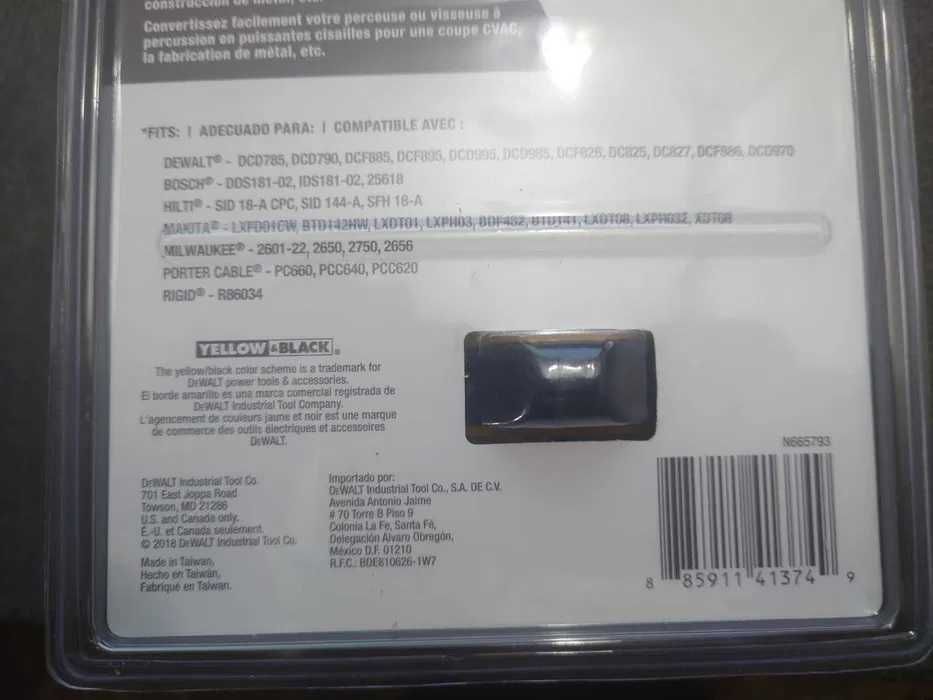 construcción de metal, etc.
Convertissez facilement votre perceuse ou visseuse à
percussion en puissantes cisailles pour une coupe CVAC,
la fabrication de métal, etc.
*FITS: | ADECUADO PARA: | COMPATIBLE AVEC :
DEWALT® - DCD785, DCD790, DCF885, DCF895, DCD995, DCD985, DCF826, DC825, DC827, DCF886, DCD970
BOSCH® - DDS181-02, IDS181-02, 25618
HILTI® - SID 18-A CPC, SID 144-A, SFH 18-A
MAKITA® - LXFD01CW, BTD142HW, LXDT01, LXPH03, BDF452, BTD141, LXDT08, LXPH03Z, XDT08
MILWAUKEE® - 2601-22, 2650, 2750, 2656
PORTER CABLE® - PC660, PCC640, PCC620
RIGID® - R86034
YELLOW & BLACK®
The yellow/black color scheme is a trademark for
DEWALT power tools & accessories.
El borde amarillo es una marca comercial registrada de
DEWALT Industrial Tool Company.
L'agencement de couleurs jaune et noir est une marque
de commerce des outils électriques et accessoires
DEWALT.
DEWALT Industrial Tool Co.
701 East Joppa Road
Towson, MD 21286
U.S. and Canada only.
É.-U. et Canada seulement.
© 2018 DEWALT Industrial Tool Co.
Made in Taiwan,
Hecho en Taiwán,
Fabriqué en Taiwan.
Importado por:
DEWALT Industrial Tool Co., S.A. DE C.V.
Avenida Antonio Jaime
# 70 Torre B Piso 9
Colonia La Fe, Santa Fé,
Delegación Alvaro Obregón,
México D.F. 01210
R.F.C.: BDE810626-1W7
N665793
8 85911 41374 9